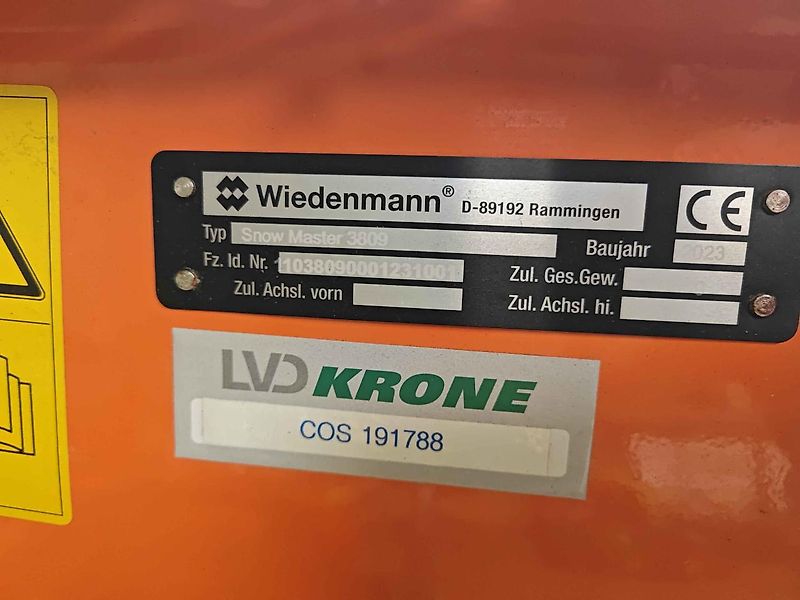 Wiedenmann® D-89192 Rammingen
CE
Typ Snow Master 3809
Baujahr 2023
Fz. Id. Nr. 11038090001231001
Zul. Ges.Gew.
Zul. Achsl. vorn
Zul. Achsl. hi.
LVD KRONE
COS 191788